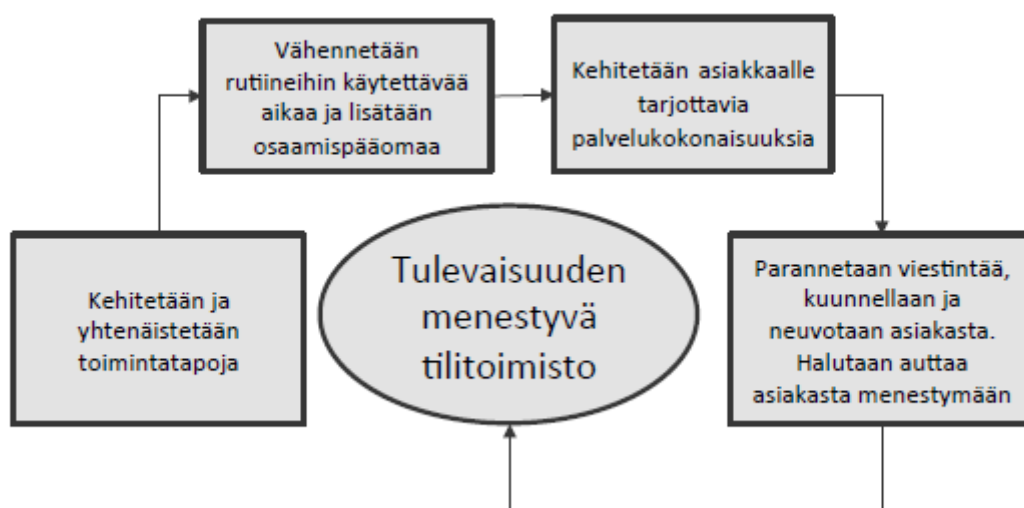 Vähennetään
rutiineihin käytettävää
aikaa ja lisätään
osaamispääomaa
Kehitetään asiakkaalle
tarjottavia
palvelukokonaisuuksia
Kehitetään ja
yhtenäistetään
toimintatapoja
Tulevaisuuden
menestyvä
tilitoimisto
Parannetaan viestintää,
kuunnellaan ja
neuvotaan asiakasta.
Halutaan auttaa
asiakasta menestymään